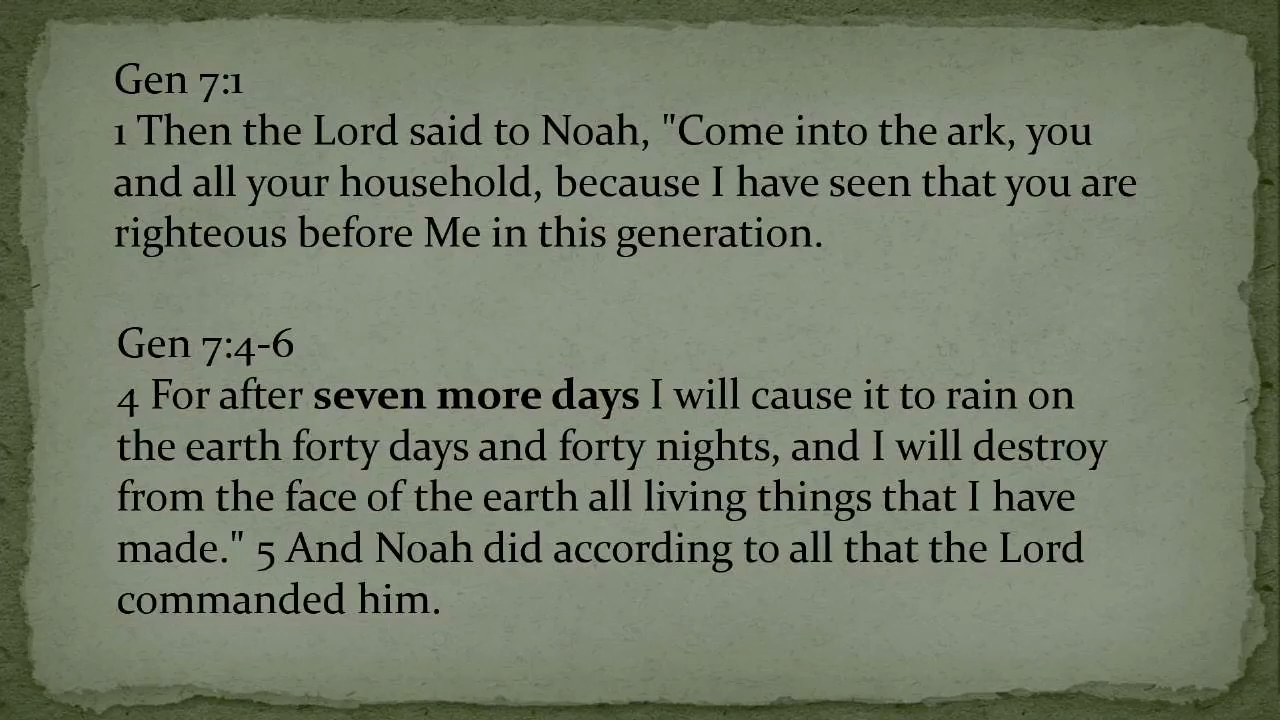 Gen 7:1
1 Then the Lord said to Noah, "Come into the ark, you
and all your household, because I have seen that you are
righteous before Me in this generation.
Gen 7:4-6
4 For after seven more days I will cause it to rain on
the earth forty days and forty nights, and I will destroy
from the face of the earth all living things that I have
made." 5 And Noah did according to all that the Lord
commanded him.